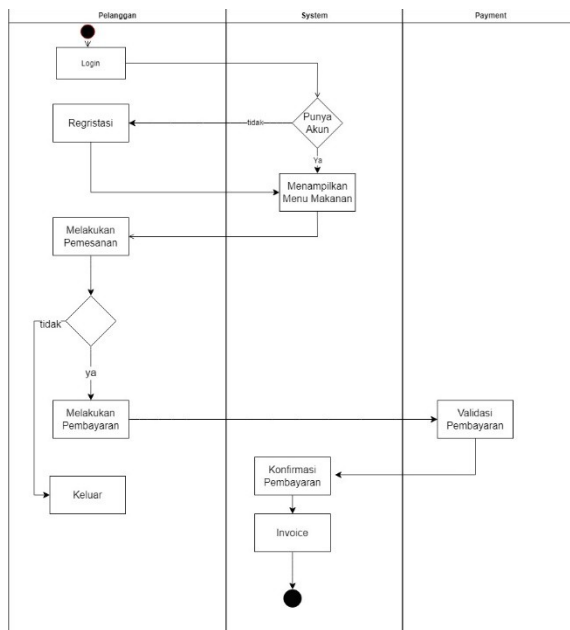 Pelanggan
System
Payment
Login
Punya
Akun
tidak
Regristasi
Ya
Menampilkan
Menu Makanan
Melakukan
Pemesanan
tidak
ya
Melakukan
Pembayaran
Validasi
Pembayaran
Konfirmasi
Pembayaran
Keluar
Invoice